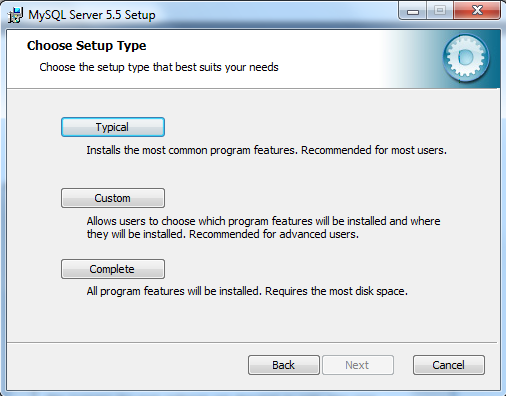 MySQL Server 5.5 Setup
Choose Setup Type
Choose the setup type that best suits your needs
Typical
Installs the most common program features. Recommended for most users.
Custom
Allows users to choose which program features will be installed and where
they will be installed. Recommended for advanced users.
Complete
All program features will be installed. Requires the most disk space.
Back Next Cancel